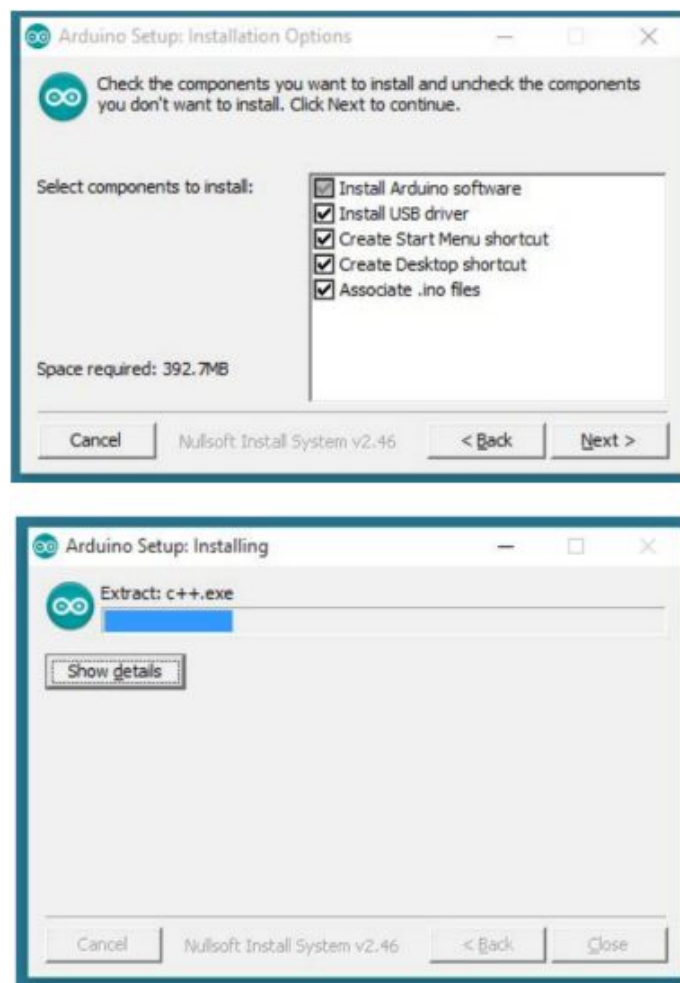 Arduino Setup: Installation Options
Check the components you want to install and uncheck the components
you don't want to install. Click Next to continue.
Select components to install:
Install Arduino software
Install USB driver
Create Start Menu shortcut
Create Desktop shortcut
Associate .ino files
Space required: 392.7MB
Cancel Nullsoft Install System v2.46 < Back Next >
Arduino Setup: Installing
Extract: c++.exe
Show details
Cancel Nullsoft Install System v2.46 < Back Close